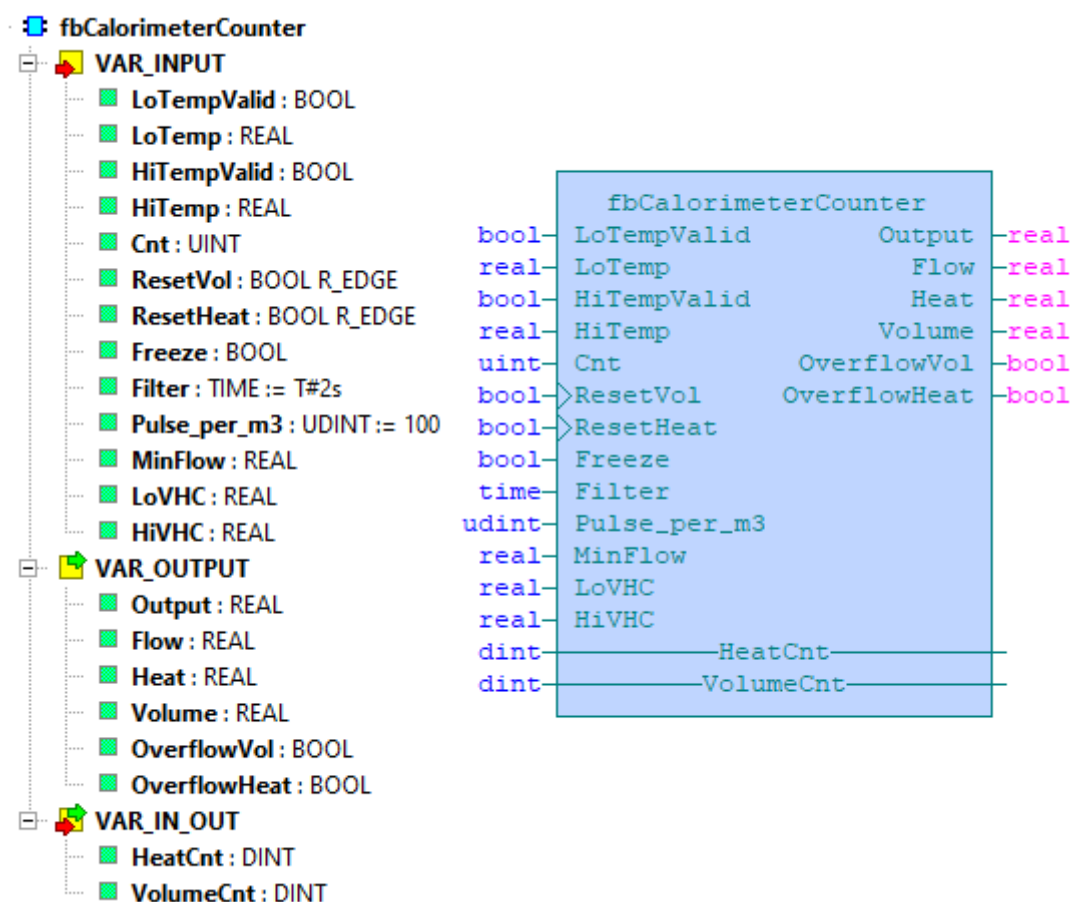 fbCalorimeterCounter
VAR_INPUT
LoTempValid : BOOL
LoTemp : REAL
HiTempValid : BOOL
HiTemp : REAL
Cnt : UINT
ResetVol : BOOL R_EDGE
ResetHeat : BOOL R_EDGE
Freeze : BOOL
Filter : TIME := T#2s
Pulse_per_m3 : UDINT := 100
MinFlow : REAL
LoVHC : REAL
HiVHC : REAL
VAR_OUTPUT
Output : REAL
Flow : REAL
Heat : REAL
Volume : REAL
OverflowVol : BOOL
OverflowHeat : BOOL
VAR_IN_OUT
HeatCnt : DINT
VolumeCnt : DINT
fbCalorimeterCounter
bool LoTempValid Output real
real LoTemp Flow real
bool HiTempValid Heat real
real HiTemp Volume real
uint Cnt OverflowVol bool
bool ResetVol OverflowHeat bool
bool ResetHeat
bool Freeze
time Filter
udint Pulse_per_m3
real MinFlow
real LoVHC
real HiVHC
dint HeatCnt
dint VolumeCnt